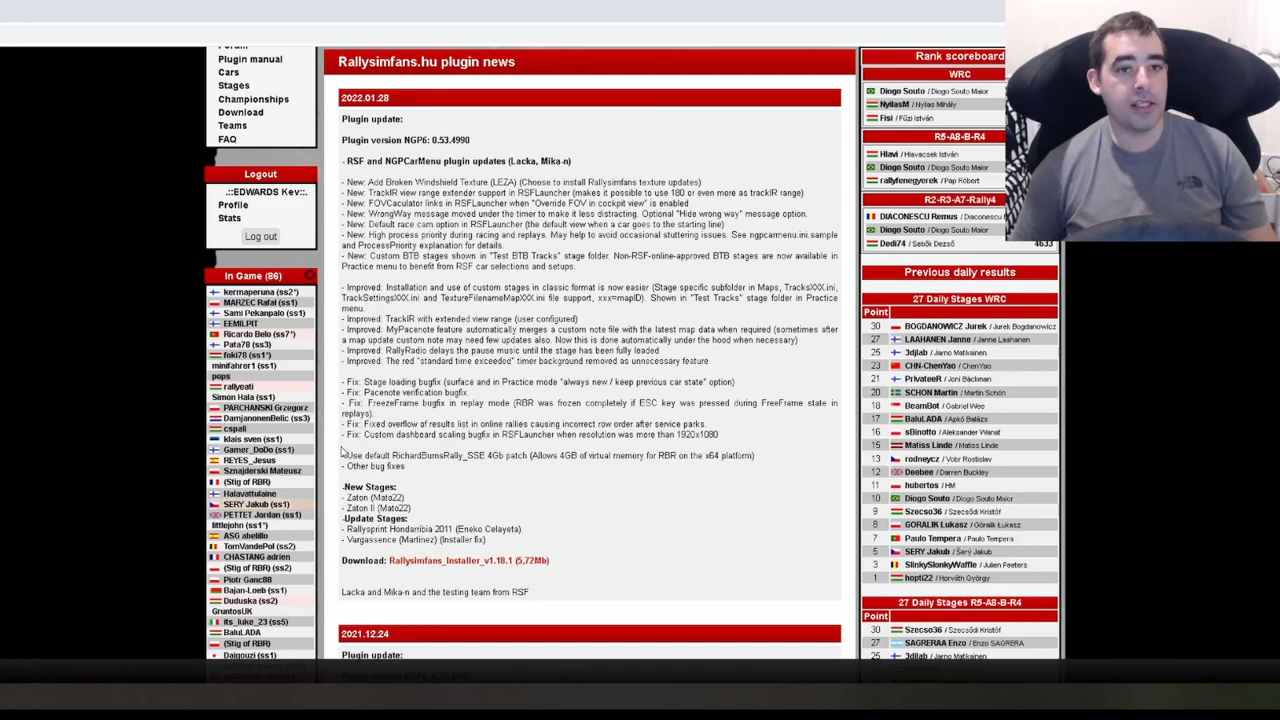 Forum
Plugin manual
Cars
Stages
Championships
Download
Teams
FAQ
Logout
.::EDWARDS Kev::.
Profile
Stats
Log out
In Game (86)
kermaperuna (ss2*)
MARZEC Rafal (ss1)
Sami Pekanpalo (ss1)
EEMILPIT
Ricardo Belo (ss7*)
Pata78 (ss3)
foki78 (ss1*)
minifahrer1 (ss1)
pops
rallyeati
Simon Hala (ss1)
PARCHANSKI Grzegorz
DamjanonenBelic (ss3)
cspali
klais sven (ss1)
Gamer_DoDo (ss1)
REYES_Jesus
Sznajderski Mateusz
(Stig of RBR)
Halavattulaine
SERY Jakub (ss1)
PETTET Jordan (ss1)
littlejohn (ss1*)
ASG abelillo
TomVandePol (ss2)
CHASTANG adrien
(Stig of RBR) (ss2)
Piotr Ganc88
Bajan-Loeb (ss1)
Duduska (ss2)
GruntosUK
its_luke_23 (ss5)
BaluLADA
(Stig of RBR)
Daigouzi (ss1)
Rallysimfans.hu plugin news
2022.01.28
Plugin update:
Plugin version NGP6: 0.53.4990
- RSF and NGPCarMenu plugin updates (Lacka, Mika-n)
- New: Add Broken Windshield Texture (LEZA) (Choose to install Rallysimfans texture updates)
- New: TrackIR view range extender support in RSFLauncher (makes it possible to use 180 or even more as trackIR range)
- New: FOVCaculator links in RSFLauncher when "Override FOV in cockpit view" is enabled
- New: WrongWay message moved under the timer to make it less distracting. Optional "Hide wrong way" message option.
- New: Default race cam option in RSFLauncher (the default view when a car goes to the starting line)
- New: High process priority during racing and replays. May help to avoid occasional stuttering issues. See ngpcarmenu.ini.sample
and ProcessPriority explanation for details.
- New: Custom BTB stages shown in "Test BTB Tracks" stage folder. Non-RSF-online-approved BTB stages are now available in
Practice menu to benefit from RSF car selections and setups.
- Improved: Installation and use of custom stages in classic format is now easier (Stage specific subfolder in Maps, TracksXXX.ini,
TrackSettingsXXX.ini and TextureFilenameMapXXX.ini file support, xxx=mapID). Shown in "Test Tracks" stage folder in Practice
menu.
- Improved: TrackIR with extended view range (user configured)
- Improved: MyPacenote feature automatically merges a custom note file with the latest map data when required (sometimes after
a map update custom note may need few updates also. Now this is done automatically under the hood when necessary)
- Improved: RallyRadio delays the pause music until the stage has been fully loaded
- Improved: The red "standard time exceeded" timer background removed as unnecessary feature
- Fix: Stage loading bugfix (surface and in Practice mode "always new / keep previous car state" option)
- Fix: Pacenote verification bugfix.
- Fix: FreezeFrame bugfix in replay mode (RBR was frozen completely if ESC key was pressed during FreeFrame state in
replays).
- Fix: Fixed overflow of results list in online rallies causing incorrect row order after service parks.
- Fix: Custom dashboard scaling bugfix in RSFLauncher when resolution was more than 1920x1080
- Use default RichardBurnsRally_SSE 4Gb patch (Allows 4GB of virtual memory for RBR on the x64 platform)
- Other bug fixes
-New Stages:
- Zaton (Mato22)
- Zaton II (Mato22)
-Update Stages:
- Rallysprint Hondarribia 2011 (Eneko Celayeta)
- Vargassence (Martinez) (Installer fix)
Download: Rallysimfans_Installer_v1.18.1 (5,72Mb)
Lacka and Mika-n and the testing team from RSF
2021.12.24
Plugin update:
Rank scoreboard
WRC
Diogo Souto / Diogo Souto Maior
NyilasM / Nyilas Mihály
Fisi / Fűzi István
R5-A8-B-R4
Hlavi / Hlavacsek István
Diogo Souto / Diogo Souto Maior
rallyfenegyerek / Pap Róbert
R2-R3-A7-Rally4
DIACONESCU Remus / Diaconescu
Diogo Souto / Diogo Souto Maior
Dedi74 / Sebők Dezső 4633
Previous daily results
27 Daily Stages WRC
Point
30 BOGDANOWICZ Jurek / Jurek Bogdanowicz
27 LAAHANEN Janne / Janne Laahanen
25 3djlab / Jarno Matikainen
23 CHN-ChenYao / ChenYao
21 PrivateeR / Joni Bäckman
20 SCHON Martin / Schön Martin
18 BeamBot / Gabriel Wee
17 BaluLADA / Apkó Balázs
16 sBinotto / Aleksander Wanat
15 Matiss Linde / Matiss Linde
13 rodneycz / Vobr Rostislav
12 Deebee / Darren Buckley
11 hubertos / HM
10 Diogo Souto / Diogo Souto Maior
9 Szecso36 / Szecsődi Kristóf
8 GORALIK Lukasz / Góralik Łukasz
7 Paulo Tempera / Paulo Tempera
5 SERY Jakub / Šerý Jakub
3 SlinkySlonkyWaffle / Julien Peeters
1 hopti22 / Horváth György
27 Daily Stages R5-A8-B-R4
Point
30 Szecso36 / Szecsődi Kristóf
27 SAGRERAA Enzo / Enzo SAGRERA
25 3djlab / Jarno Matikainen